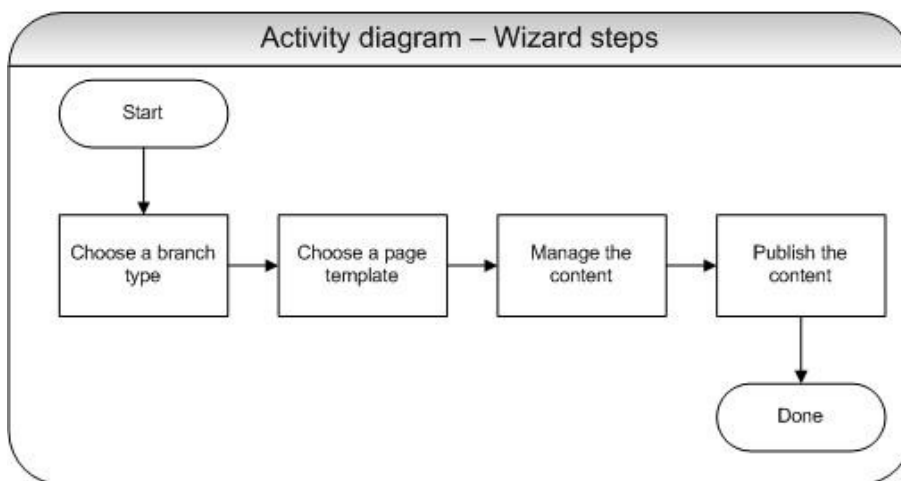 Activity diagram – Wizard steps
Start
Choose a branch
type
Choose a page
template
Manage the
content
Publish the
content
Done